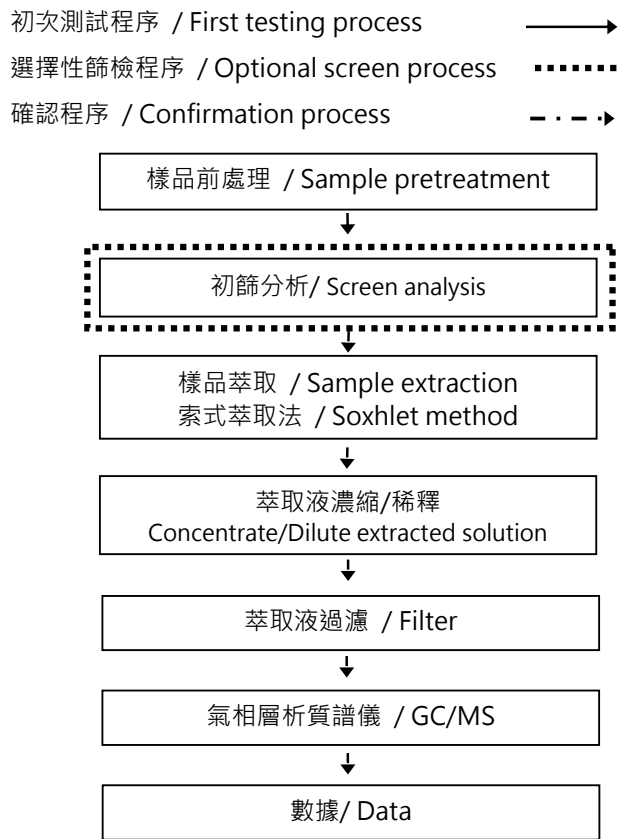 初次測試程序 / First testing process
選擇性篩檢程序 / Optional screen process
確認程序 / Confirmation process
樣品前處理 / Sample pretreatment
初篩分析/ Screen analysis
樣品萃取 / Sample extraction
索式萃取法 / Soxhlet method
萃取液濃縮/稀釋
Concentrate/Dilute extracted solution
萃取液過濾 / Filter
氣相層析質譜儀 / GC/MS
數據/ Data